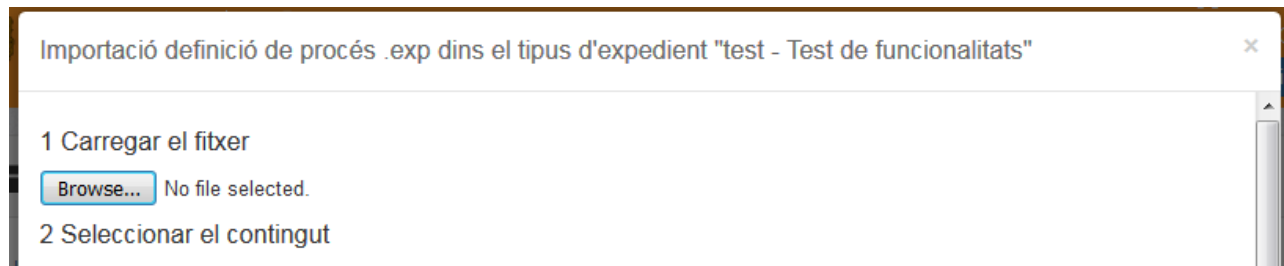 Importació definició de procés .exp dins el tipus d'expedient "test - Test de funcionalitats" ×
1 Carregar el fitxer
Browse... No file selected.
2 Seleccionar el contingut